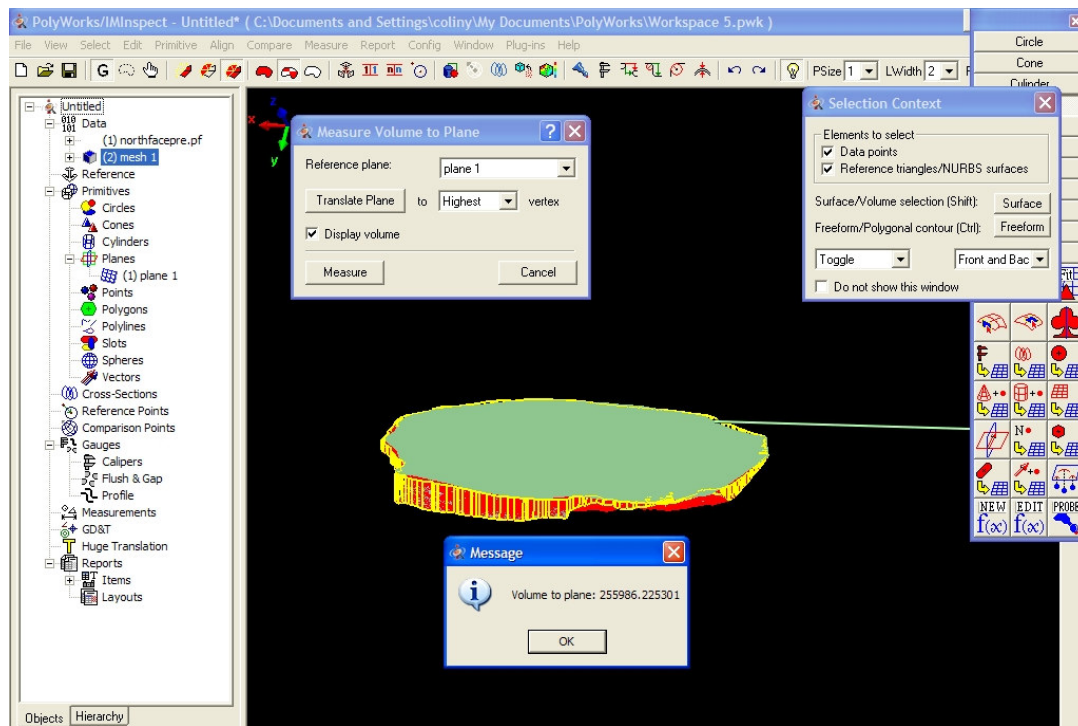 PolyWorks/IMInspect - Untitled* ( C:\Documents and Settings\coliny\My Documents\PolyWorks\Workspace 5.pwk )
File View Select Edit Primitive Align Compare Measure Report Config Window Plug-ins Help
G PSize 1 LWidth 2
Circle
Cone
Cylinder
Untitled
Data
(1) northfacepre.pf
(2) mesh 1
Reference
Primitives
Circles
Cones
Cylinders
Planes
(1) plane 1
Points
Polygons
Polylines
Slots
Spheres
Vectors
Cross-Sections
Reference Points
Comparison Points
Gauges
Calipers
Flush & Gap
Profile
Measurements
GD&T
Huge Translation
Reports
Items
Layouts
Objects Hierarchy
z
x
y
Measure Volume to Plane
Reference plane: plane 1
Translate Plane to Highest vertex
Display volume
Measure Cancel
Selection Context
Elements to select
Data points
Reference triangles/NURBS surfaces
Surface/Volume selection (Shift): Surface
Freeform/Polygonal contour (Ctrl): Freeform
Toggle Front and Bac
Do not show this window
N
NEW EDIT PROBE
f(x) f(x)
Message
Volume to plane: 255986.225301
OK